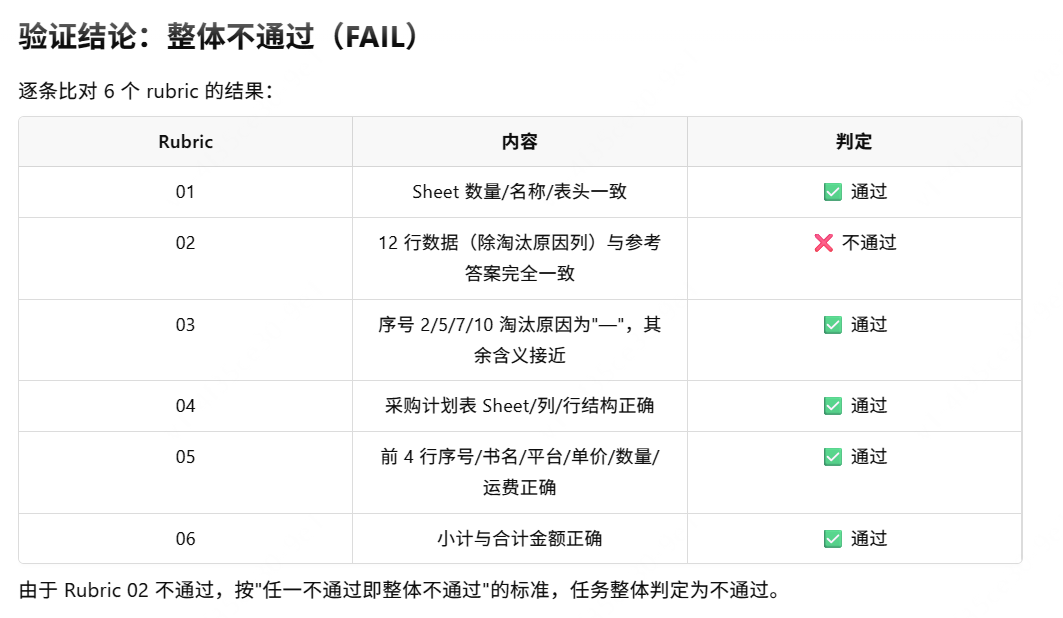 验证结论：整体不通过（FAIL）
逐条比对 6 个 rubric 的结果：
Rubric 内容 判定
01 Sheet 数量/名称/表头一致 ✅ 通过
02 12 行数据（除淘汰原因列）与参考 ❌ 不通过
答案完全一致
03 序号 2/5/7/10 淘汰原因为"—"，其 ✅ 通过
余含义接近
04 采购计划表 Sheet/列/行结构正确 ✅ 通过
05 前 4 行序号/书名/平台/单价/数量/ ✅ 通过
运费正确
06 小计与合计金额正确 ✅ 通过
由于 Rubric 02 不通过，按"任一不通过即整体不通过"的标准，任务整体判定为不通过。